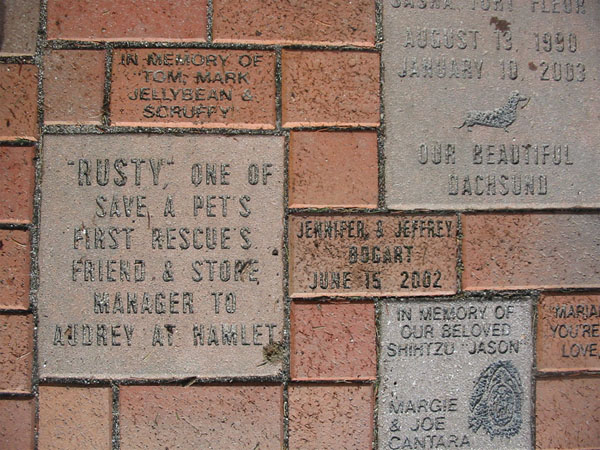 IN MEMORY OF
"TOM, MARK
JELLYBEAN &
SCRUFFY"
SASHA, TORY FLEUR
AUGUST 13, 1990
JANUARY 10, 2003
OUR BEAUTIFUL
DACHSUND
"RUSTY," ONE OF
SAVE A PET'S
FIRST RESCUE'S.
FRIEND & STORE
MANAGER TO
AUDREY AT HAMLET
JENNIFER & JEFFREY
BOGART
JUNE 15 2002
IN MEMORY OF
OUR BELOVED
SHIHTZU "JASON"
MARGIE
& JOE
CANTARA
"MARIA
YOU'RE
LOVE,